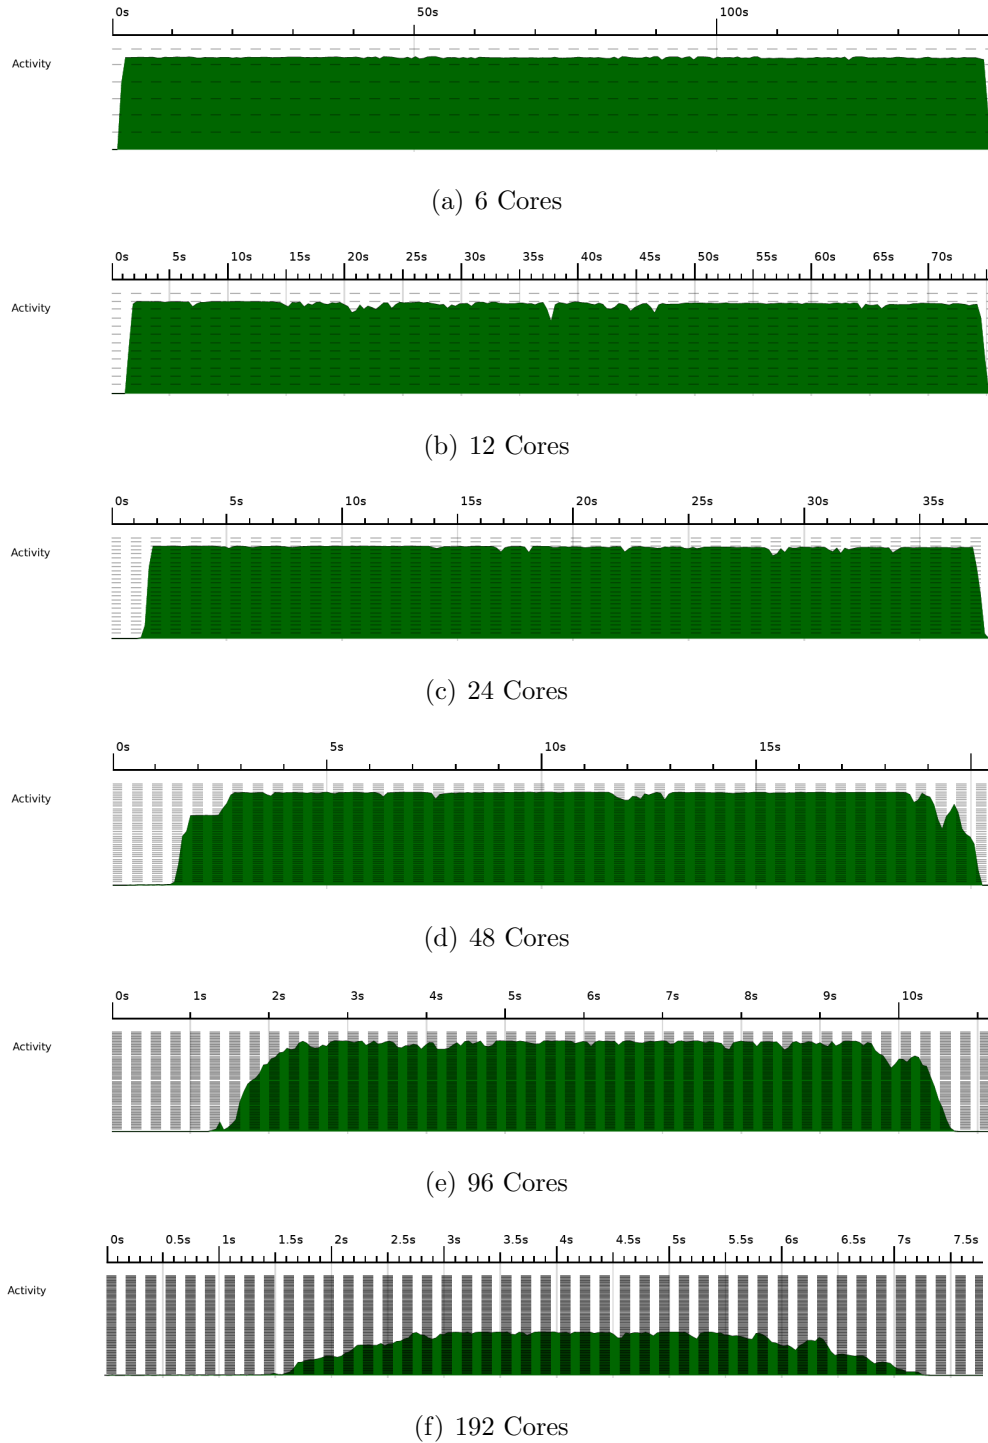 0s 50s 100s
Activity
(a) 6 Cores
0s 5s 10s 15s 20s 25s 30s 35s 40s 45s 50s 55s 60s 65s 70s
Activity
(b) 12 Cores
0s 5s 10s 15s 20s 25s 30s 35s
Activity
(c) 24 Cores
0s 5s 10s 15s
Activity
(d) 48 Cores
0s 1s 2s 3s 4s 5s 6s 7s 8s 9s 10s
Activity
(e) 96 Cores
0s 0.5s 1s 1.5s 2s 2.5s 3s 3.5s 4s 4.5s 5s 5.5s 6s 6.5s 7s 7.5s
Activity
(f) 192 Cores